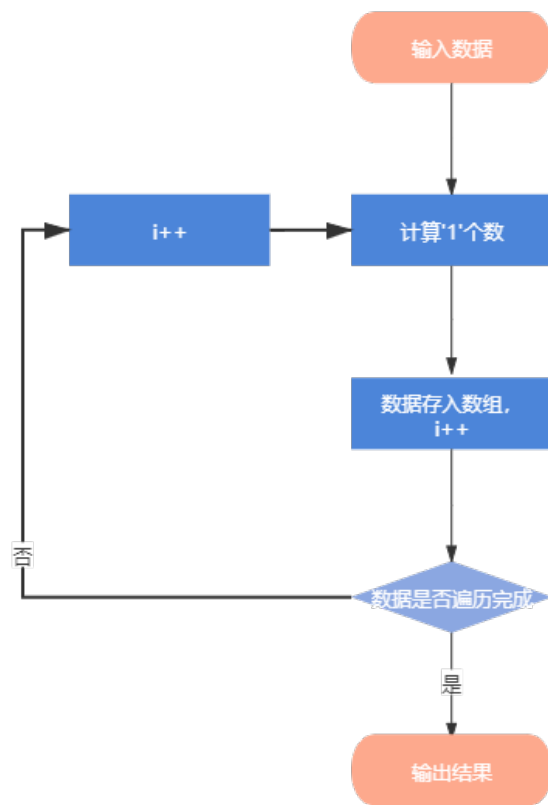 输入数据
i++
计算'1'个数
数据存入数组，
i++
否
数据是否遍历完成
是
输出结果